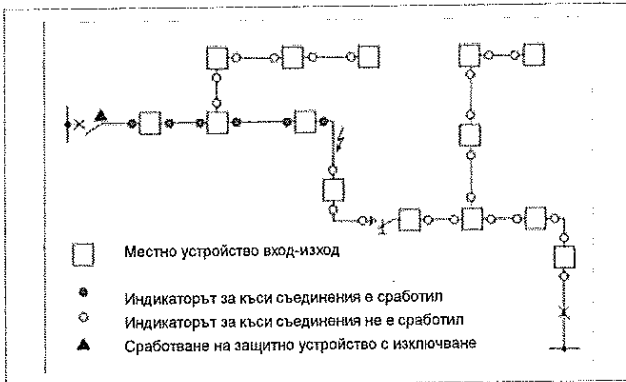 Местно устройство вход-изход
Индикаторът за къси съединения е сработил
Индикаторът за къси съединения не е сработил
Сработване на защитно устройство с изключване